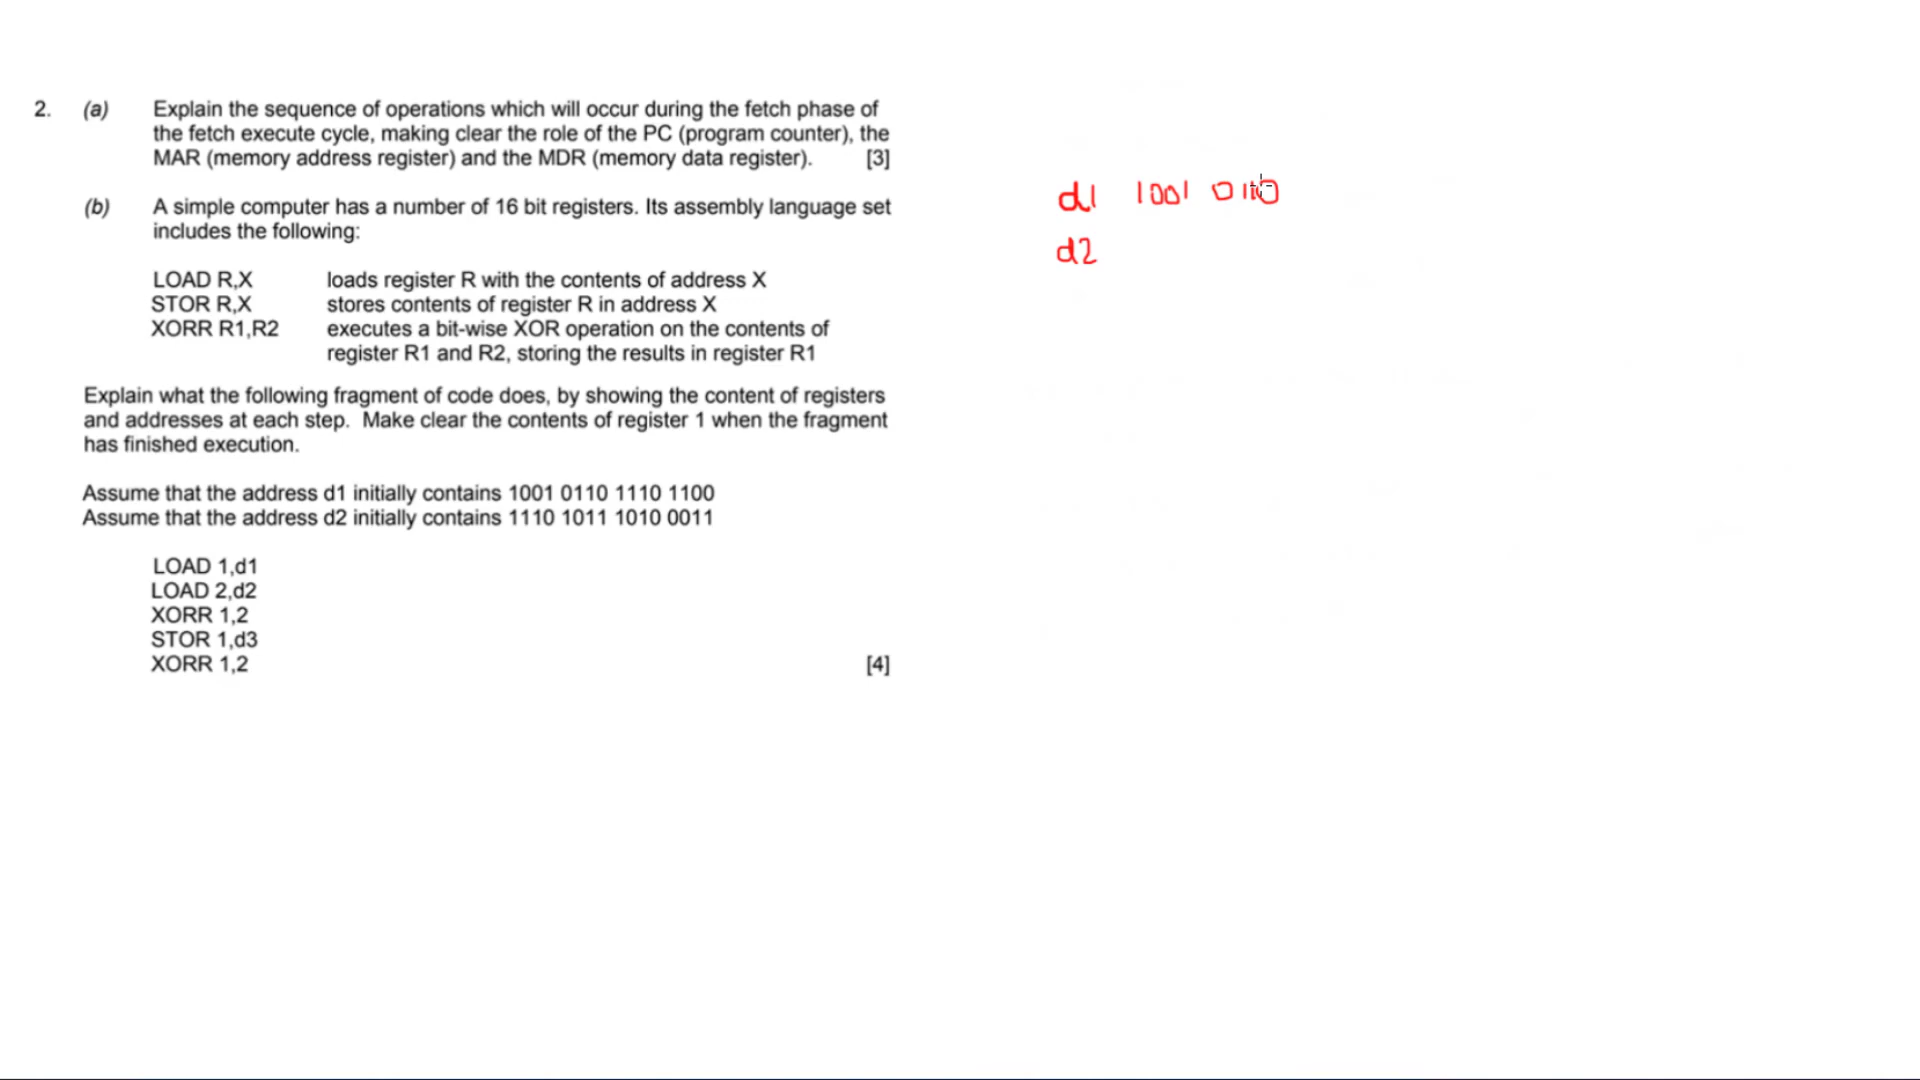 2. (a) Explain the sequence of operations which will occur during the fetch phase of
the fetch execute cycle, making clear the role of the PC (program counter), the
MAR (memory address register) and the MDR (memory data register). [3]
(b) A simple computer has a number of 16 bit registers. Its assembly language set
includes the following:
LOAD R,X loads register R with the contents of address X
STOR R,X stores contents of register R in address X
XORR R1,R2 executes a bit-wise XOR operation on the contents of
register R1 and R2, storing the results in register R1
Explain what the following fragment of code does, by showing the content of registers
and addresses at each step. Make clear the contents of register 1 when the fragment
has finished execution.
Assume that the address d1 initially contains 1001 0110 1110 1100
Assume that the address d2 initially contains 1110 1011 1010 0011
LOAD 1,d1
LOAD 2,d2
XORR 1,2
STOR 1,d3
XORR 1,2 [4]
d1 1001 0110
d2